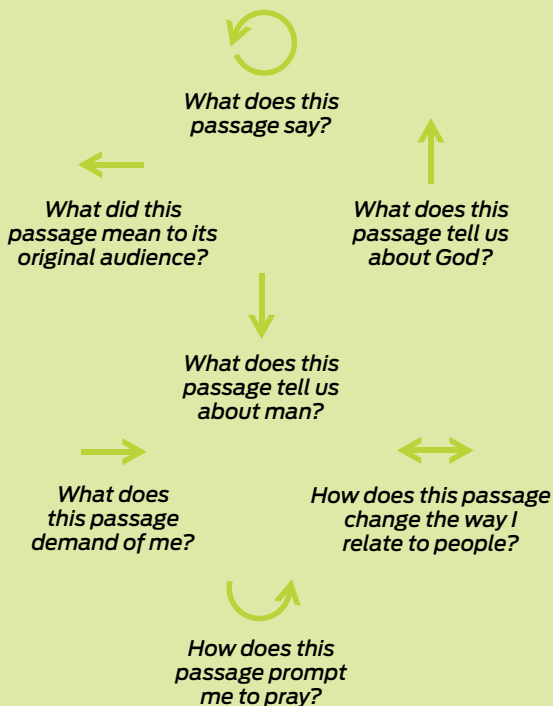 What does this
passage say?
What did this
passage mean to its
original audience?
What does this
passage tell us
about God?
What does this
passage tell us
about man?
What does
this passage
demand of me?
How does this passage
change the way I
relate to people?
How does this
passage prompt
me to pray?